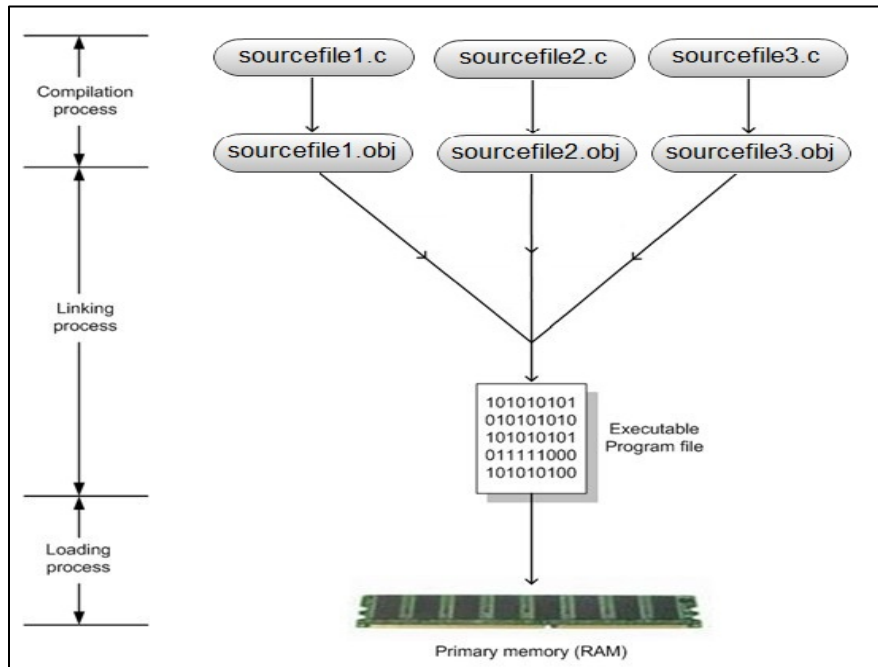 sourcefile1.c
sourcefile2.c
sourcefile3.c
Compilation
process
sourcefile1.obj
sourcefile2.obj
sourcefile3.obj
Linking
process
101010101
010101010
101010101
011111000
101010100
Executable
Program file
Loading
process
Primary memory (RAM)